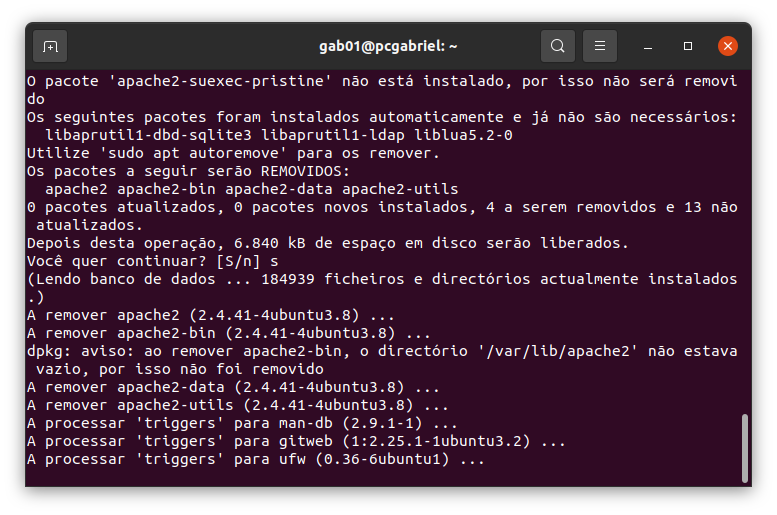 gab01@pcgabriel: ~
O pacote 'apache2-suexec-pristine' não está instalado, por isso não será removi
do
Os seguintes pacotes foram instalados automaticamente e já não são necessários:
  libaprutil1-dbd-sqlite3 libaprutil1-ldap liblua5.2-0
Utilize 'sudo apt autoremove' para os remover.
Os pacotes a seguir serão REMOVIDOS:
  apache2 apache2-bin apache2-data apache2-utils
0 pacotes atualizados, 0 pacotes novos instalados, 4 a serem removidos e 13 não
 atualizados.
Depois desta operação, 6.840 kB de espaço em disco serão liberados.
Você quer continuar? [S/n] s
(Lendo banco de dados ... 184939 ficheiros e directórios actualmente instalados
.)
A remover apache2 (2.4.41-4ubuntu3.8) ...
A remover apache2-bin (2.4.41-4ubuntu3.8) ...
dpkg: aviso: ao remover apache2-bin, o directório '/var/lib/apache2' não estava
 vazio, por isso não foi removido
A remover apache2-data (2.4.41-4ubuntu3.8) ...
A remover apache2-utils (2.4.41-4ubuntu3.8) ...
A processar 'triggers' para man-db (2.9.1-1) ...
A processar 'triggers' para gitweb (1:2.25.1-1ubuntu3.2) ...
A processar 'triggers' para ufw (0.36-6ubuntu1) ...